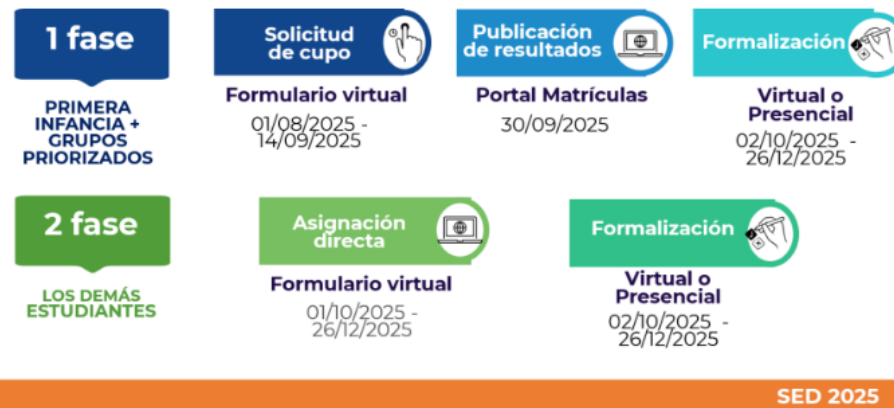 1 fase
PRIMERA
INFANCIA +
GRUPOS
PRIORIZADOS
Solicitud
de cupo
Formulario virtual
01/08/2025 -
14/09/2025
Publicación
de resultados
Portal Matrículas
30/09/2025
Formalización
Virtual o
Presencial
02/10/2025 -
26/12/2025
2 fase
LOS DEMÁS
ESTUDIANTES
Asignación
directa
Formulario virtual
01/10/2025 -
26/12/2025
Formalización
Virtual o
Presencial
02/10/2025 -
26/12/2025
SED 2025